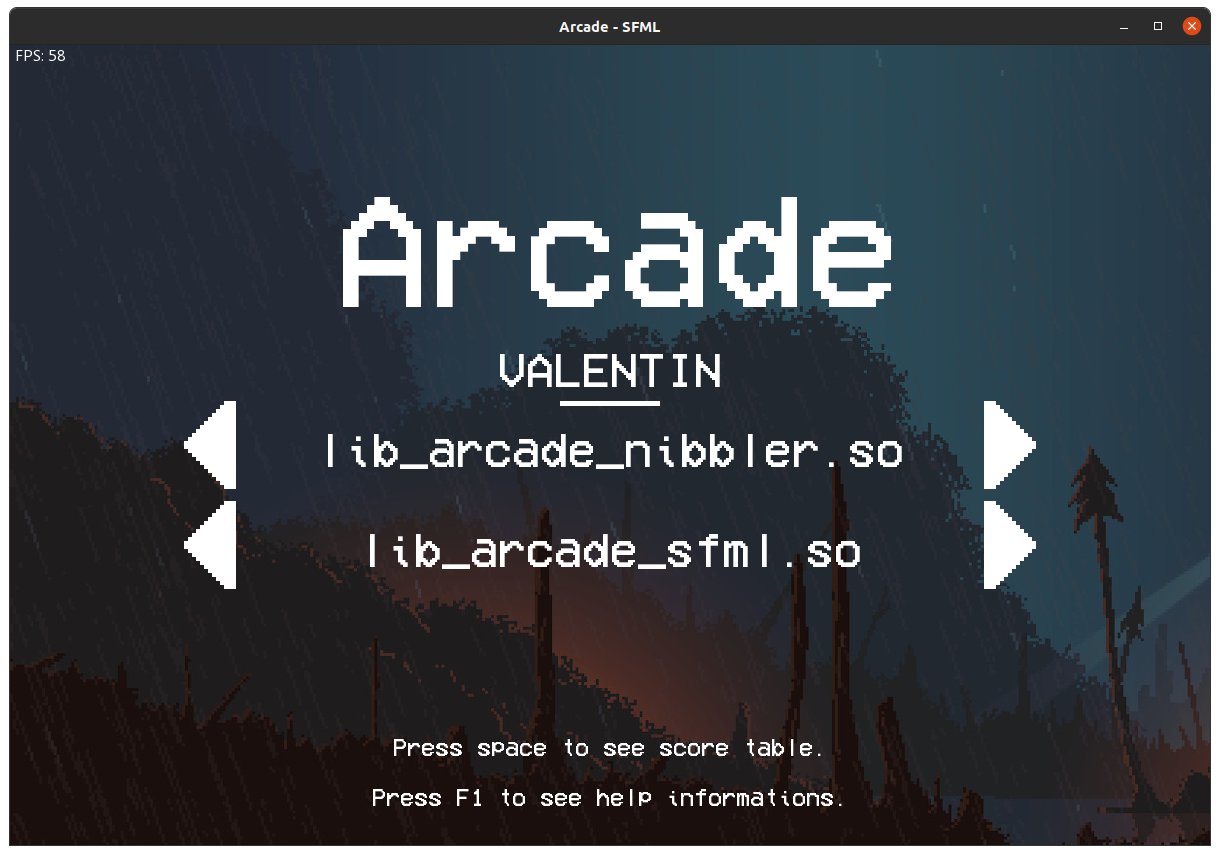 Arcade - SFML
FPS: 58
Arcade
VALENTIN
lib_arcade_nibbler.so
lib_arcade_sfml.so
Press space to see score table.
Press F1 to see help informations.